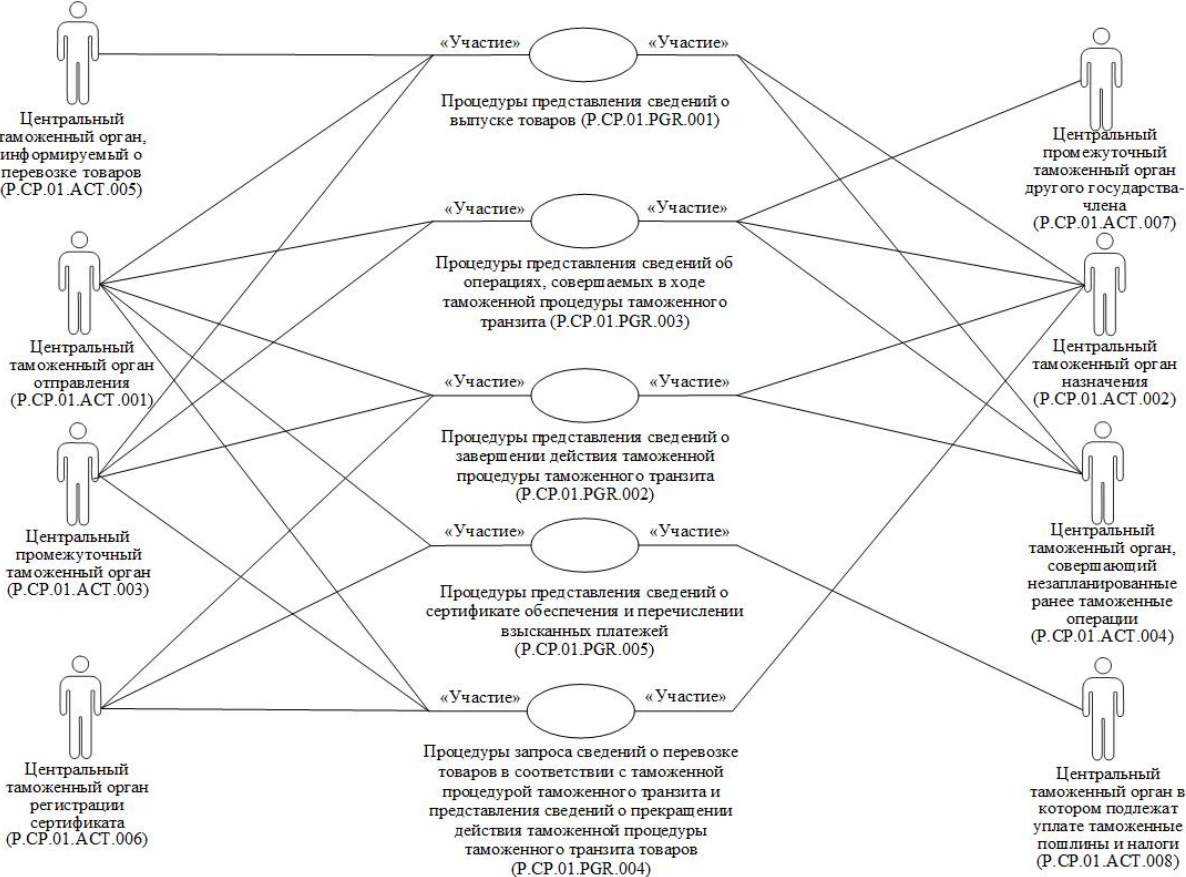 «Участие»
«Участие»
Процедуры представления сведений о
выпуске товаров (P.CP.01.PGR.001)
Центральный
таможенный орган,
информируемый о
перевозке товаров
(P.CP.01.ACT.005)
Центральный
промежуточный
таможенный орган
другого государства-
члена
(P.CP.01.ACT.007)
«Участие»
«Участие»
Процедуры представления сведений об
операциях, совершаемых в ходе
таможенной процедуры таможенного
транзита (P.CP.01.PGR.003)
Центральный
таможенный орган
отправления
(P.CP.01.ACT.001)
Центральный
таможенный орган
назначения
(P.CP.01.ACT.002)
«Участие»
«Участие»
Процедуры представления сведений о
завершении действия таможенной
процедуры таможенного транзита
(P.CP.01.PGR.002)
Центральный
промежуточный
таможенный орган
(P.CP.01.ACT.003)
Центральный
таможенный орган,
совершающий
незапланированные
ранее таможенные
операции
(P.CP.01.ACT.004)
«Участие»
«Участие»
Процедуры представления сведений о
сертификате обеспечения и перечислении
взысканных платежей
(P.CP.01.PGR.005)
«Участие»
«Участие»
Процедуры запроса сведений о перевозке
товаров в соответствии с таможенной
процедурой таможенного транзита и
представления сведений о прекращении
действия таможенной процедуры
таможенного транзита товаров
(P.CP.01.PGR.004)
Центральный
таможенный орган
регистрации
сертификата
(P.CP.01.ACT.006)
Центральный
таможенный орган в
котором подлежат
уплате таможенные
пошлины и налоги
(P.CP.01.ACT.008)